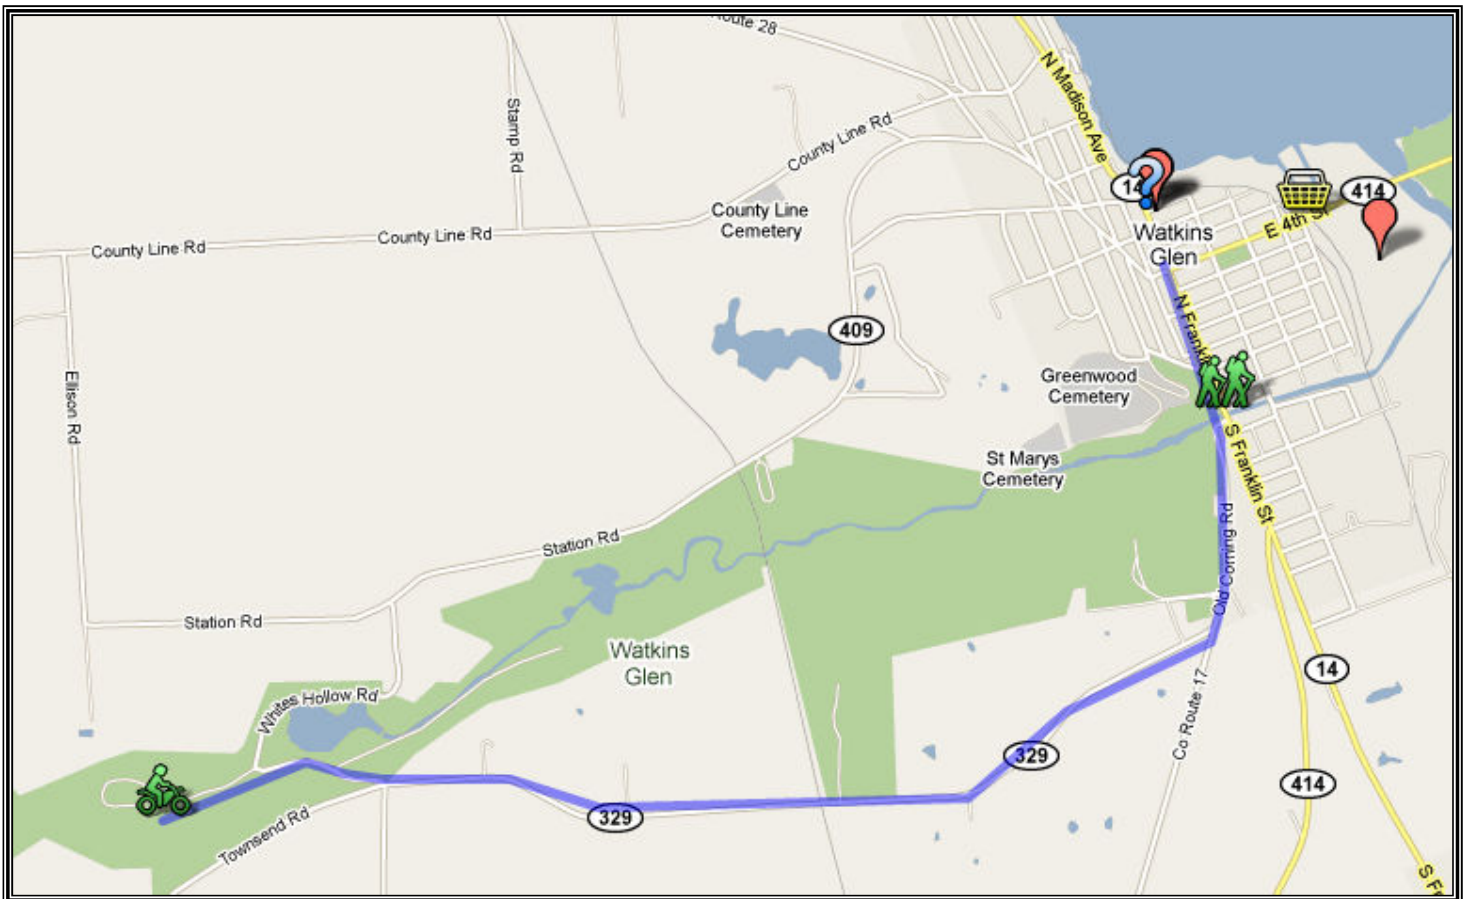 Route 28
N Madison Ave
Stamp Rd
County Line Rd
14
414
County Line
Cemetery
E 4th St
Watkins
Glen
County Line Rd
County Line Rd
N Franklin
409
Greenwood
Cemetery
Ellison Rd
S Franklin St
St Marys
Cemetery
Old Corning Rd
Station Rd
Station Rd
Watkins
Glen
14
Whites Hollow Rd
Co Route 17
329
414
329
Townsend Rd
S Fr